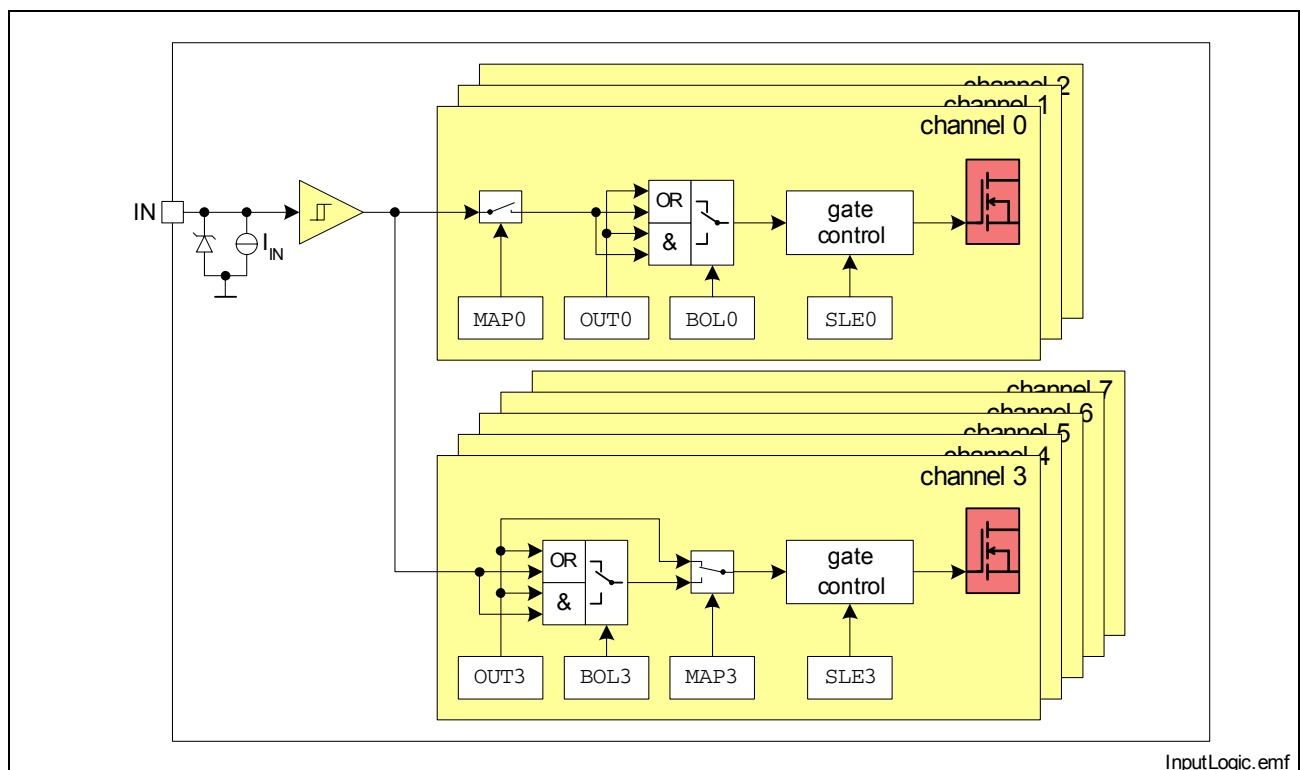 channel 2
channel 1
channel 0
IN
I_IN
OR
&
gate
control
MAP0
OUT0
BOL0
SLE0
channel 7
channel 6
channel 5
channel 4
channel 3
OR
&
gate
control
OUT3
BOL3
MAP3
SLE3
InputLogic.emf